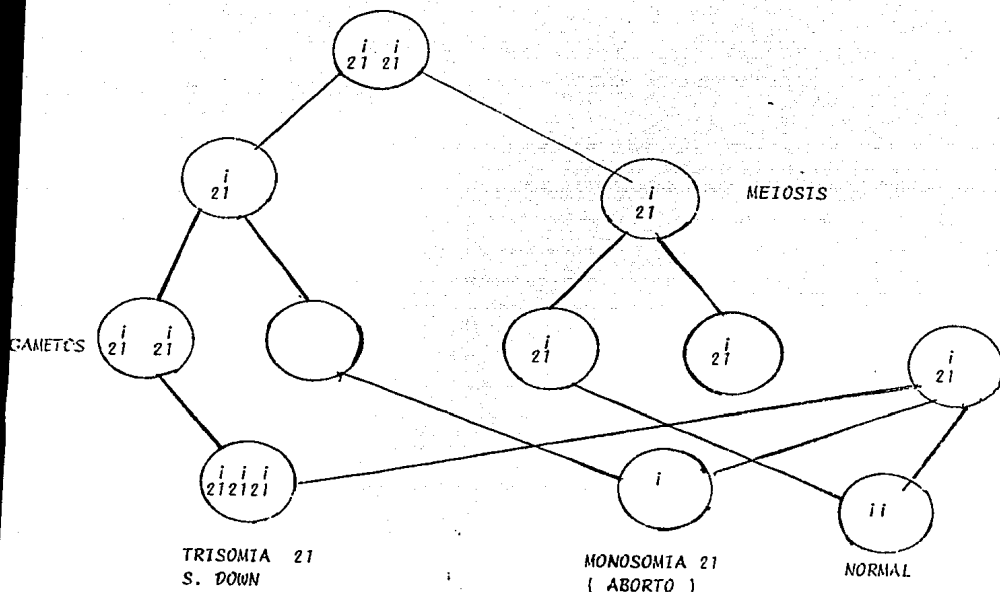 i i
21 21
i
21
i
21
MEIOSIS
GAMETOS
i i
21 21
i
21
i
21
i
21
i i i
21 21 21
i
i i
TRISOMIA 21
S. DOWN
MONOSOMIA 21
( ABORTO )
NORMAL